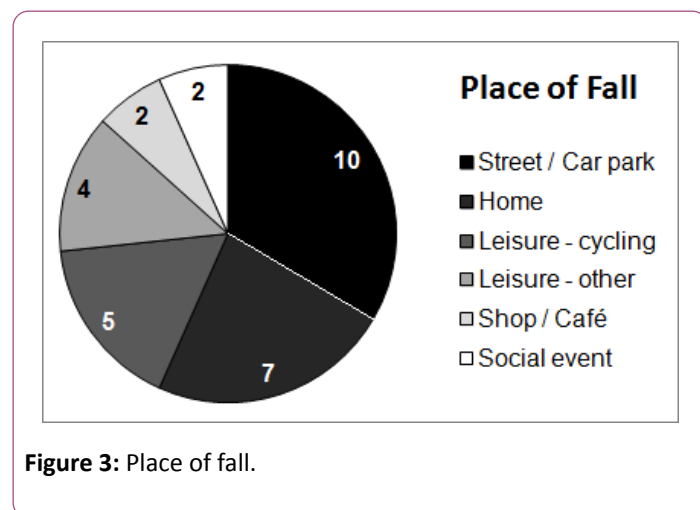 Place of Fall
Street / Car park
Home
Leisure - cycling
Leisure - other
Shop / Café
Social event
10
7
5
4
2
2
Figure 3: Place of fall.